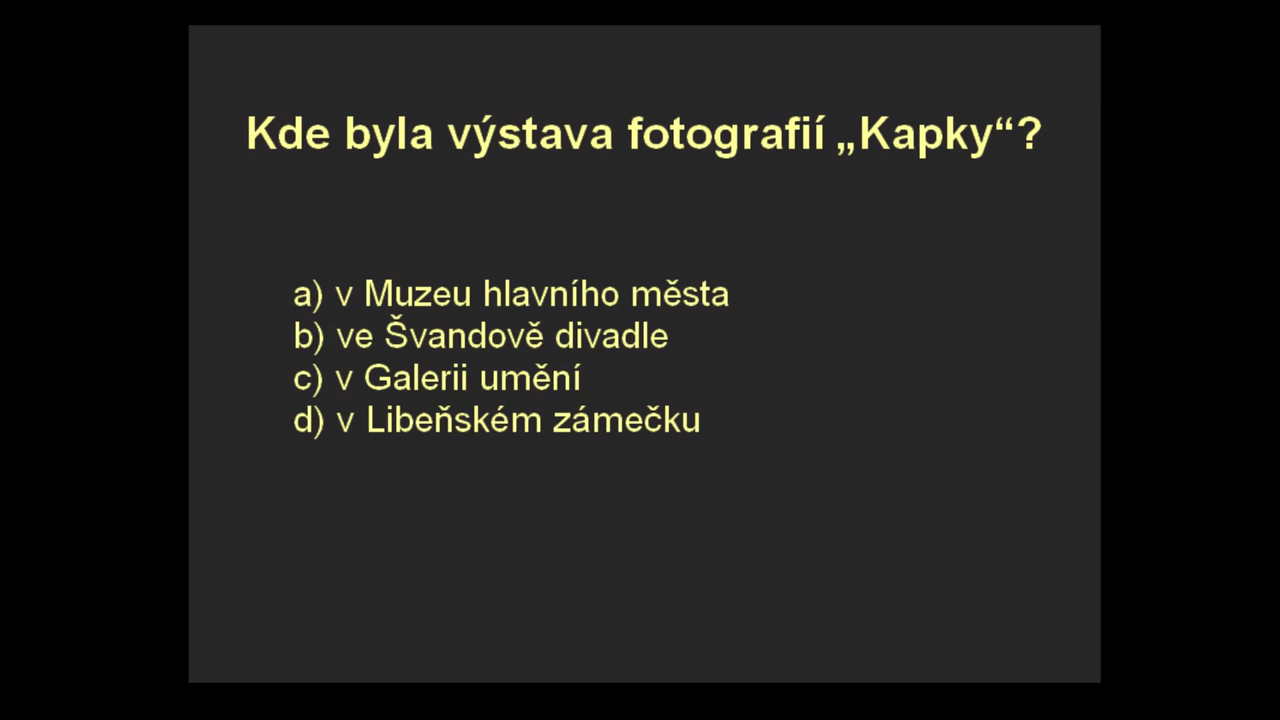 Kde byla výstava fotografií „Kapky“?
a) v Muzeu hlavního města
b) ve Švandově divadle
c) v Galerii umění
d) v Libeňském zámečku